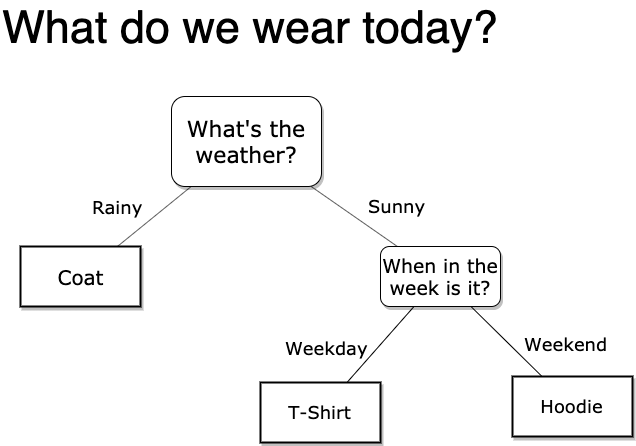 What do we wear today?
What's the
weather?
Rainy
Sunny
Coat
When in the
week is it?
Weekday
Weekend
T-Shirt
Hoodie